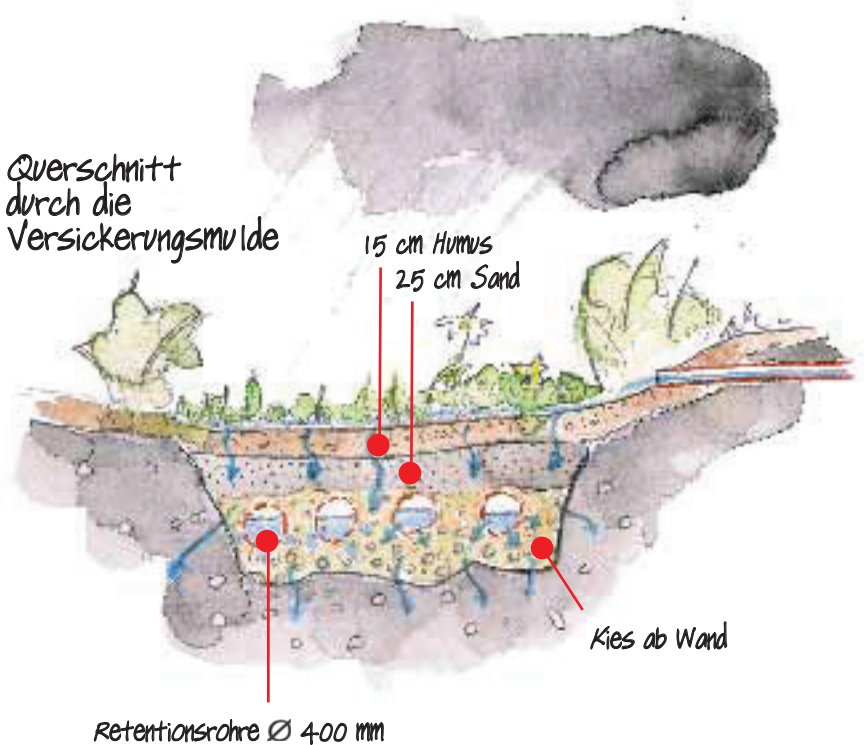 Querschnitt
durch die
Versickerungsmulde
15 cm Humus
25 cm Sand
Kies ab Wand
Retentionsrohre Ø 400 mm